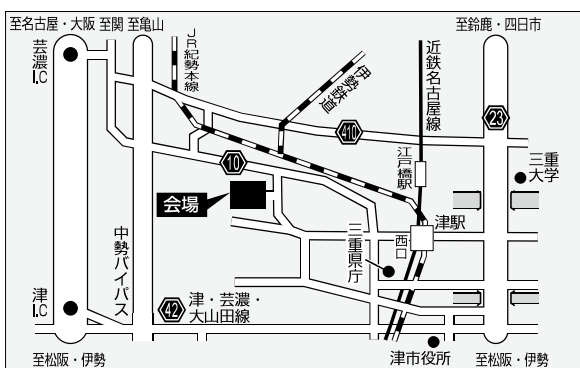 至名古屋・大阪
至関
至亀山
至鈴鹿・四日市
芸濃
I.C
JR紀勢本線
伊勢鉄道
近鉄名古屋線
23
410
10
江戸橋駅
三重
大学
会場
津駅
西口
三重県庁
中勢バイパス
津
I.C
42
津・芸濃・
大山田線
津市役所
至松阪・伊勢
至松阪・伊勢